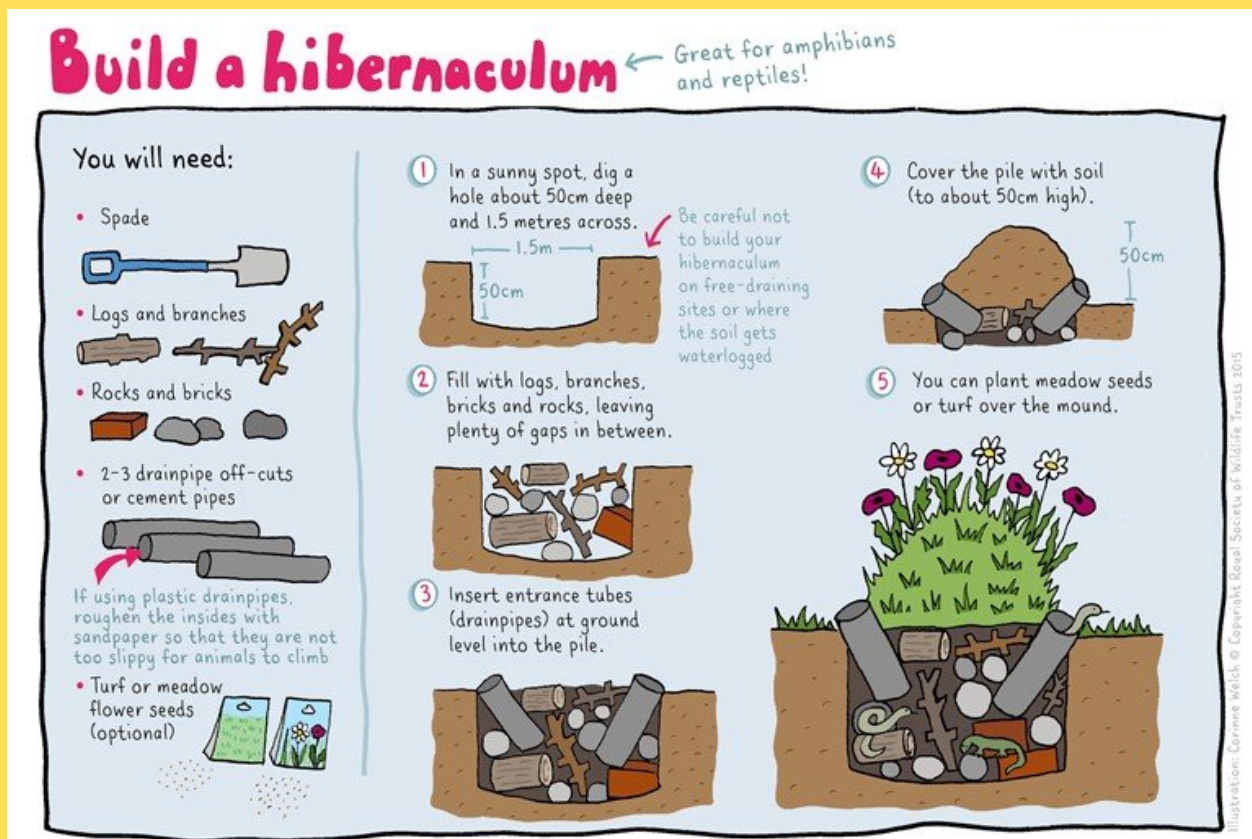 Build a hibernaculum
Great for amphibians
and reptiles!
You will need:
• Spade
• Logs and branches
• Rocks and bricks
• 2-3 drainpipe off-cuts
or cement pipes
If using plastic drainpipes,
roughen the insides with
sandpaper so that they are not
too slippy for animals to climb
• Turf or meadow
flower seeds
(optional)
1 In a sunny spot, dig a
hole about 50cm deep
and 1.5 metres across.
1.5m
50cm
Be careful not
to build your
hibernaculum
on free-draining
sites or where
the soil gets
waterlogged
2 Fill with logs, branches,
bricks and rocks, leaving
plenty of gaps in between.
3 Insert entrance tubes
(drainpipes) at ground
level into the pile.
4 Cover the pile with soil
(to about 50cm high).
50cm
5 You can plant meadow seeds
or turf over the mound.
Illustration: Corinne Welch © Copyright Royal Society of Wildlife Trusts 2015